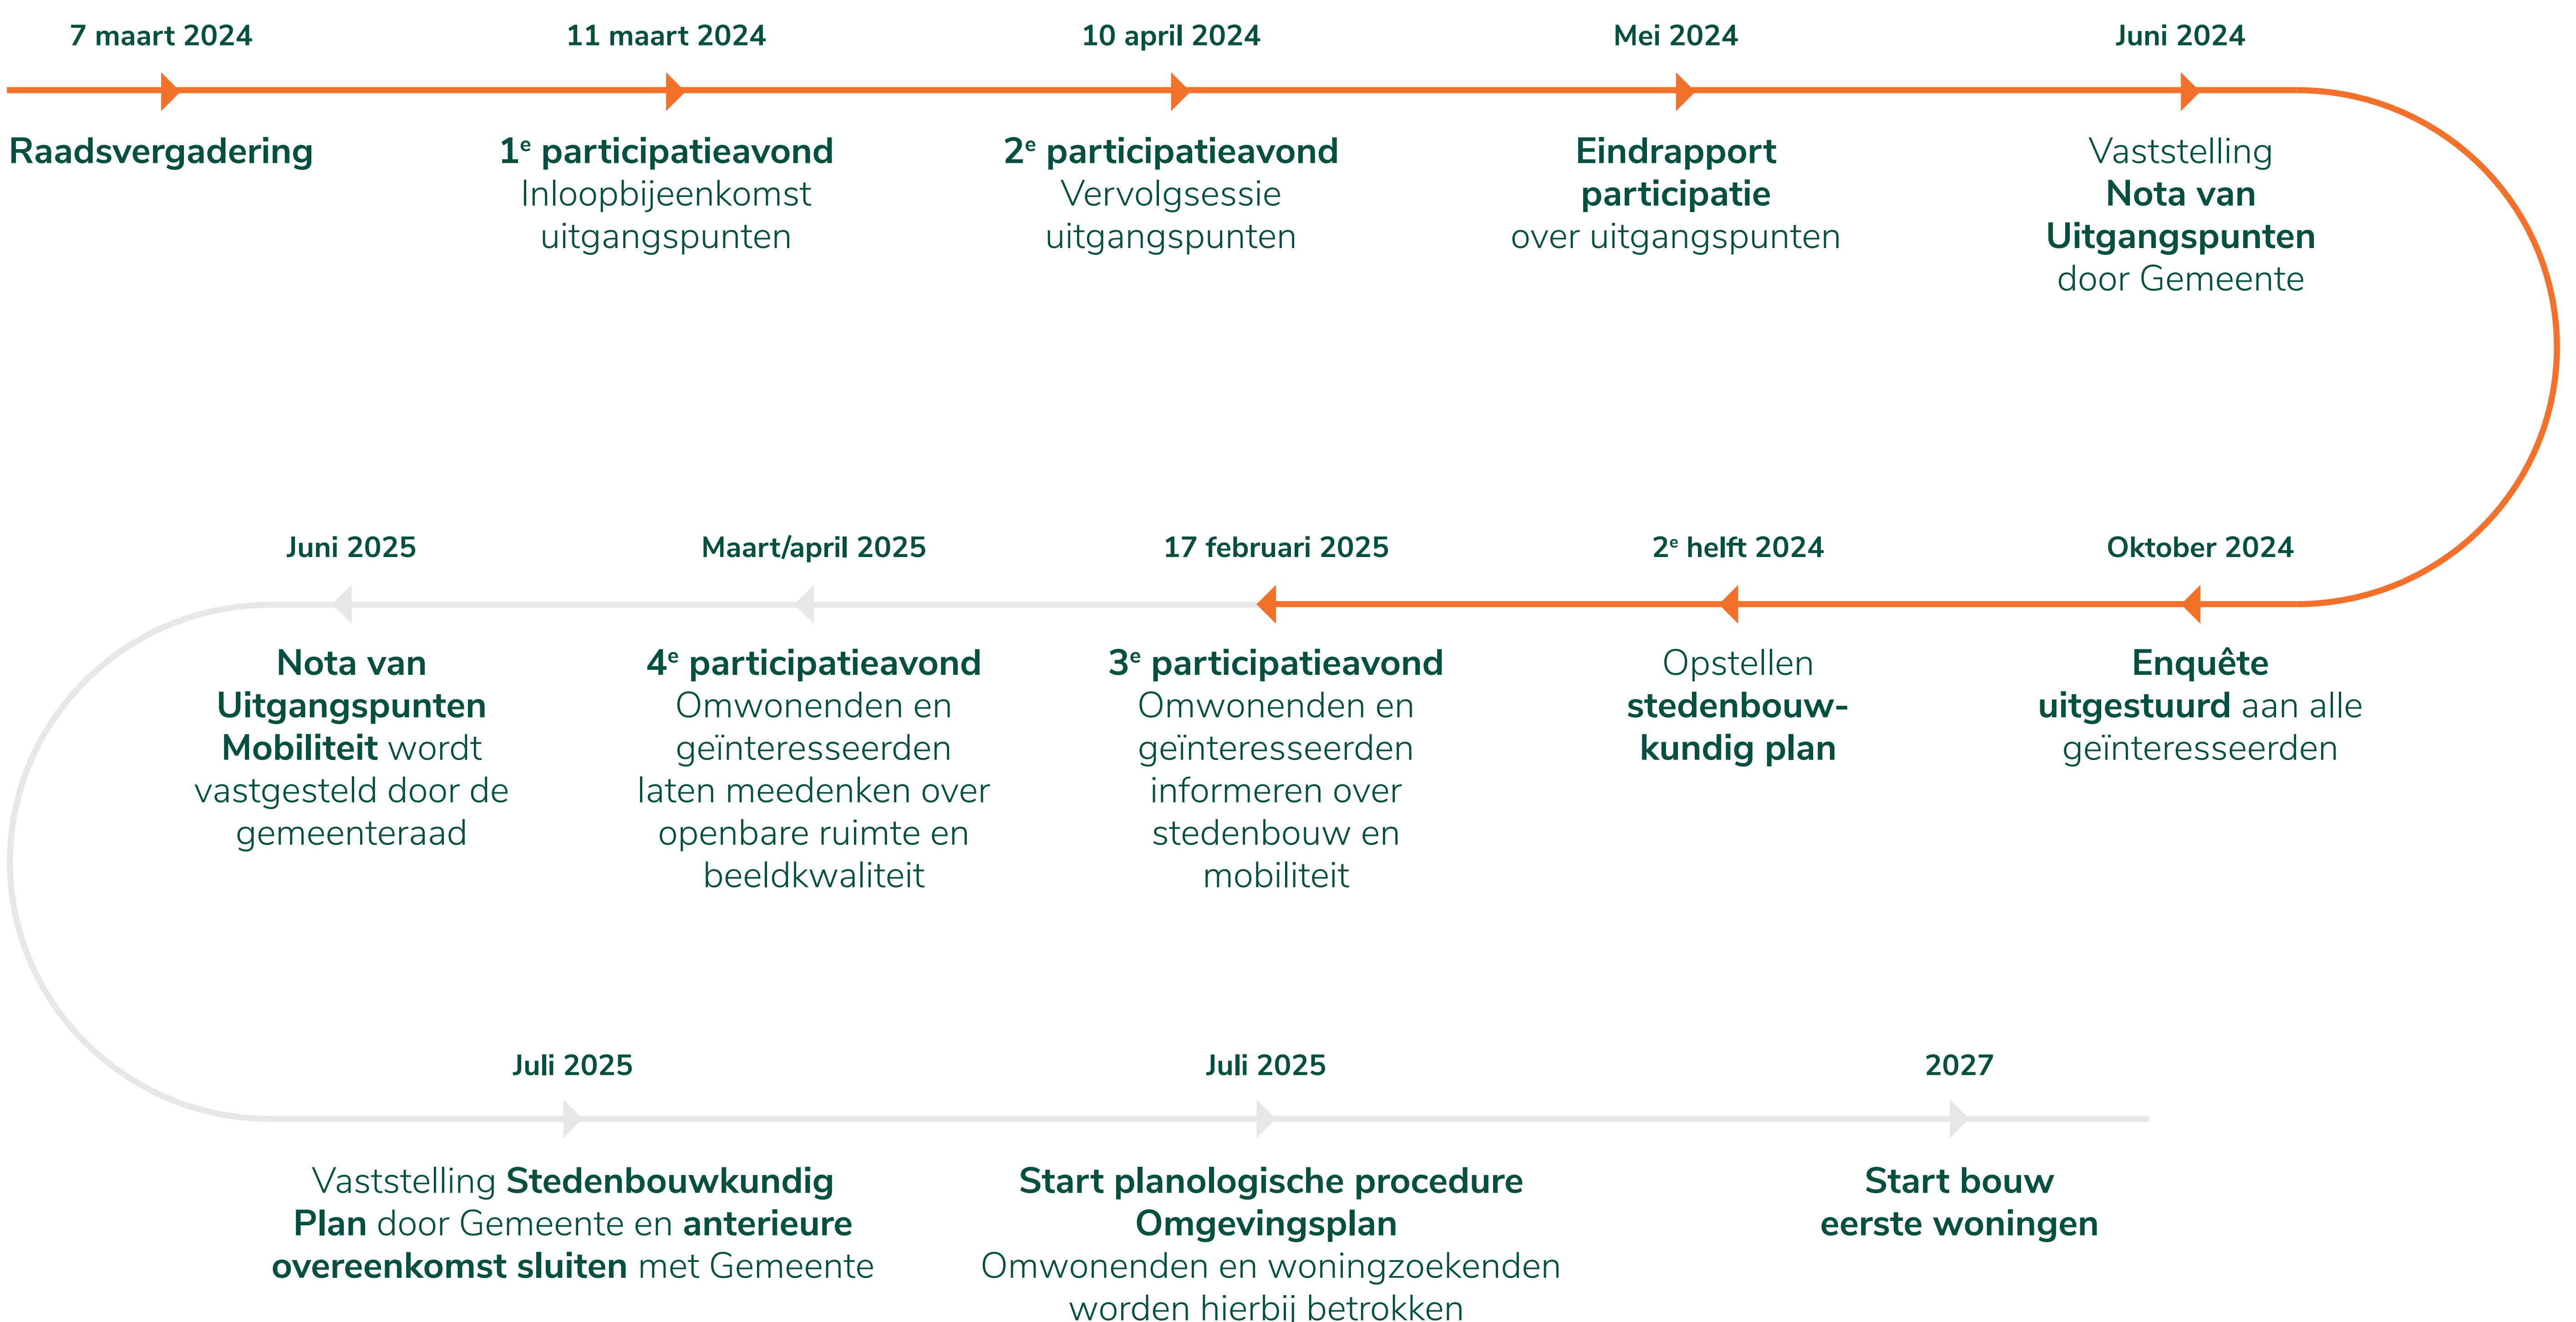 7 maart 2024
Raadsvergadering
11 maart 2024
1e participatieavond
Inloopbijeenkomst
uitgangspunten
10 april 2024
2e participatieavond
Vervolgsessie
uitgangspunten
Mei 2024
Eindrapport
participatie
over uitgangspunten
Juni 2024
Vaststelling
Nota van
Uitgangspunten
door Gemeente
Oktober 2024
Enquête
uitgestuurd aan alle
geïnteresseerden
2e helft 2024
Opstellen
stedenbouw-
kundig plan
17 februari 2025
3e participatieavond
Omwonenden en
geïnteresseerden
informeren over
stedenbouw en
mobiliteit
Maart/april 2025
4e participatieavond
Omwonenden en
geïnteresseerden
laten meedenken over
openbare ruimte en
beeldkwaliteit
Juni 2025
Nota van
Uitgangspunten
Mobiliteit wordt
vastgesteld door de
gemeenteraad
Juli 2025
Vaststelling Stedenbouwkundig
Plan door Gemeente en anterieure
overeenkomst sluiten met Gemeente
Juli 2025
Start planologische procedure
Omgevingsplan
Omwonenden en woningzoekenden
worden hierbij betrokken
2027
Start bouw
eerste woningen